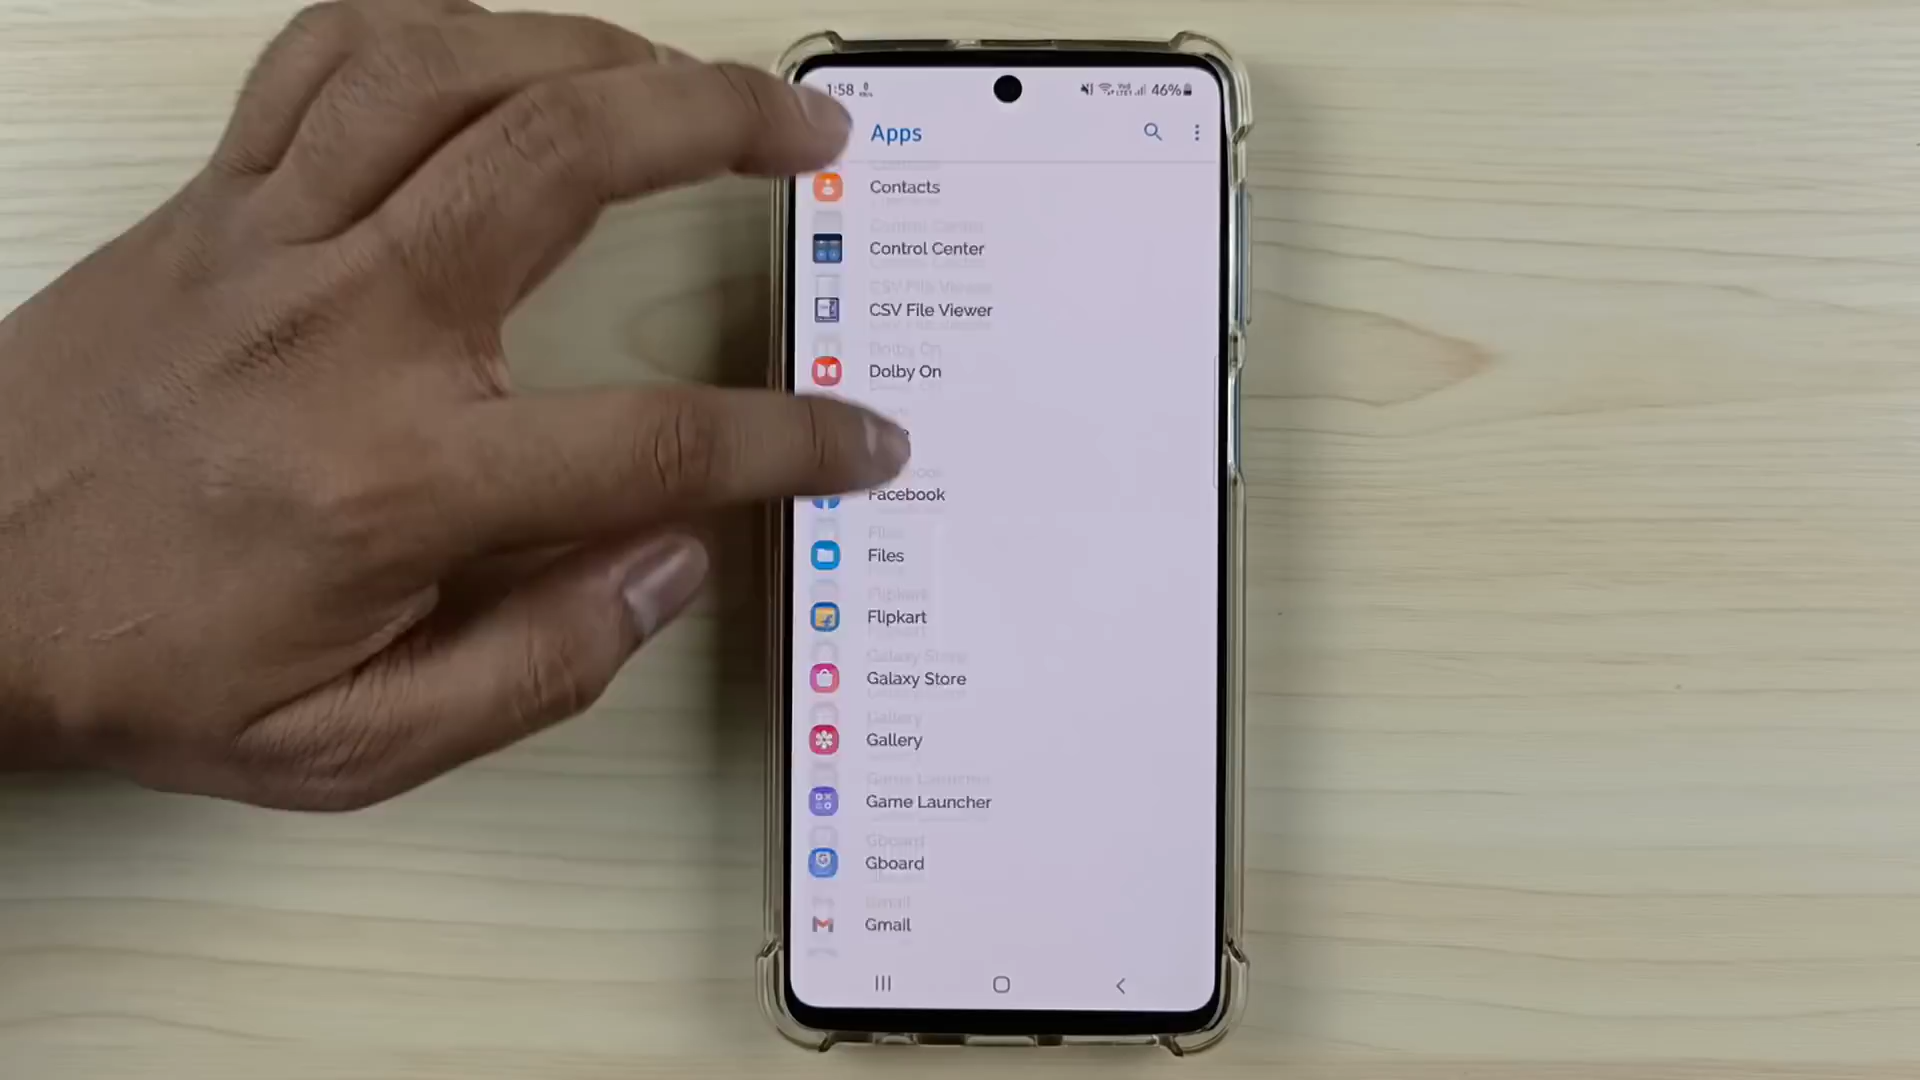 1:58
46%
Apps
Contacts
Control Center
CSV File Viewer
Dolby On
Facebook
Files
Flipkart
Galaxy Store
Gallery
Game Launcher
Gboard
Gmail